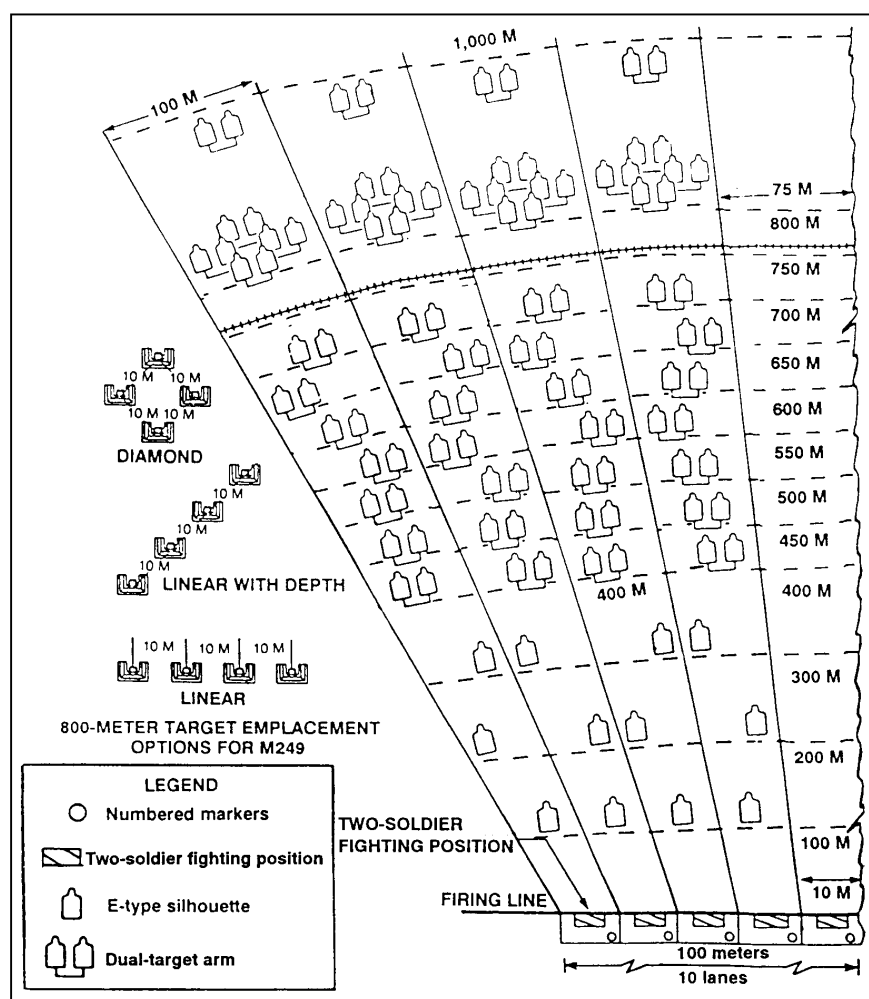 1,000 M
100 M
75 M
800 M
750 M
700 M
650 M
600 M
550 M
500 M
450 M
400 M
400 M
300 M
200 M
100 M
10 M
10 M 10 M
10 M 10 M
DIAMOND
10 M
10 M
10 M
LINEAR WITH DEPTH
10 M 10 M 10 M
LINEAR
800-METER TARGET EMPLACEMENT
OPTIONS FOR M249
LEGEND
Numbered markers
Two-soldier fighting position
E-type silhouette
Dual-target arm
TWO-SOLDIER
FIGHTING POSITION
FIRING LINE
100 meters
10 lanes